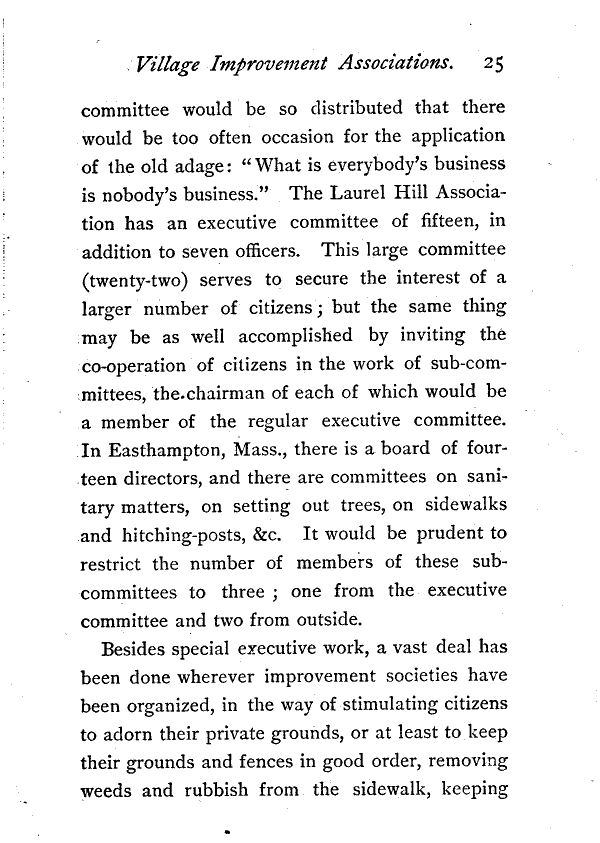 Village Improvement Associations. 25
committee would be so distributed that there
would be too often occasion for the application
of the old adage: “What is everybody’s business
is nobody’s business.” The Laurel Hill Associa-
tion has an executive committee of fifteen, in
addition to seven officers. This large committee
(twenty-two) serves to secure the interest of a
larger number of citizens; but the same thing
may be as well accomplished by inviting the
co-operation of citizens in the work of sub-com-
mittees, the chairman of each of which would be
a member of the regular executive committee.
In Easthampton, Mass., there is a board of four-
teen directors, and there are committees on sani-
tary matters, on setting out trees, on sidewalks
and hitching-posts, &c. It would be prudent to
restrict the number of members of these sub-
committees to three ; one from the executive
committee and two from outside.
Besides special executive work, a vast deal has
been done wherever improvement societies have
been organized, in the way of stimulating citizens
to adorn their private grounds, or at least to keep
their grounds and fences in good order, removing
weeds and rubbish from the sidewalk, keeping